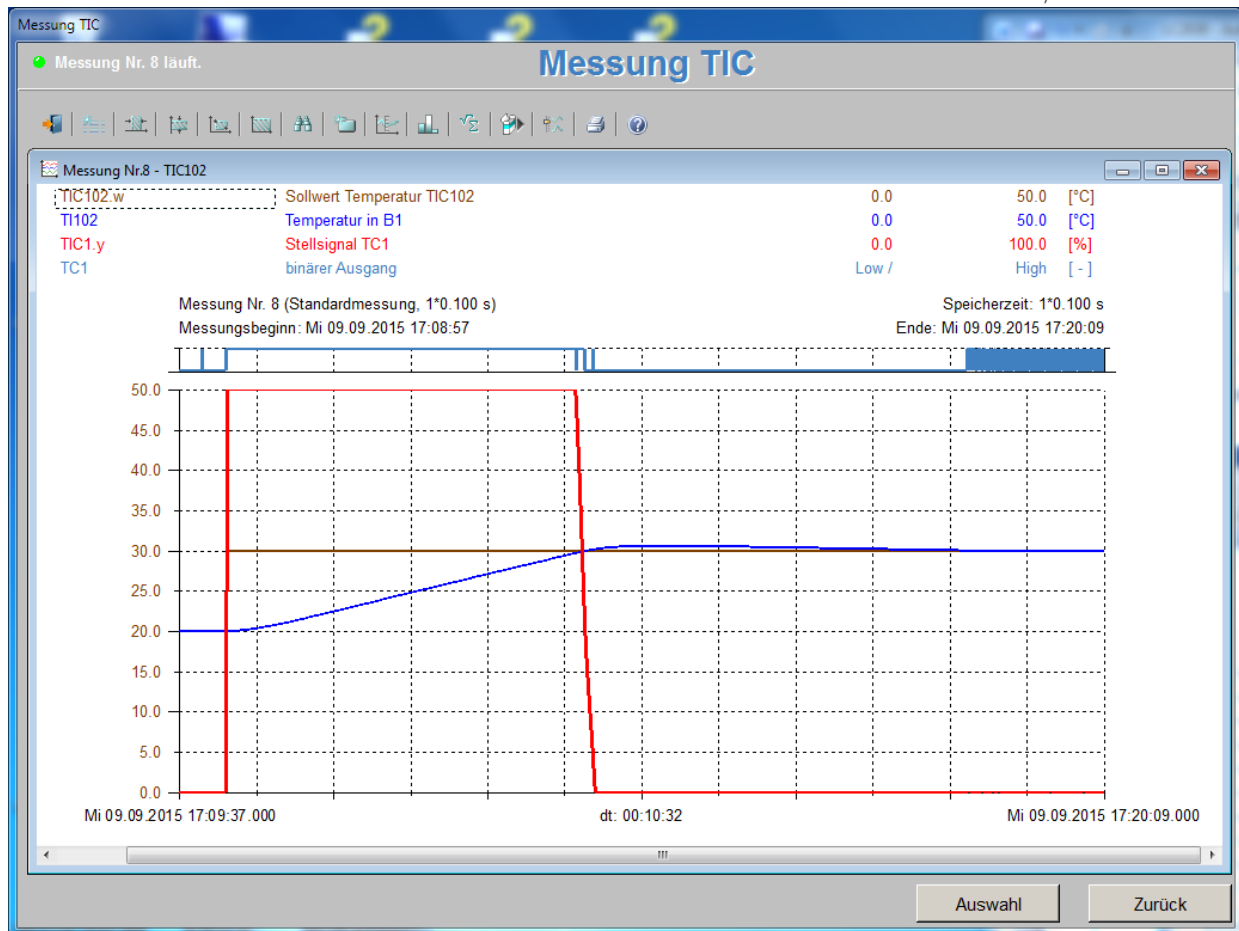 Messung TIC
Messung Nr. 8 läuft.
Messung TIC
Messung Nr.8 - TIC102
TIC102.w Sollwert Temperatur TIC102 0.0 50.0 [°C]
TI102 Temperatur in B1 0.0 50.0 [°C]
TIC1.y Stellsignal TC1 0.0 100.0 [%]
TC1 binärer Ausgang Low / High [ - ]
Messung Nr. 8 (Standardmessung, 1*0.100 s) Speicherzeit: 1*0.100 s
Messungsbeginn: Mi 09.09.2015 17:08:57 Ende: Mi 09.09.2015 17:20:09
50.0
45.0
40.0
35.0
30.0
25.0
20.0
15.0
10.0
5.0
0.0
Mi 09.09.2015 17:09:37.000 dt: 00:10:32 Mi 09.09.2015 17:20:09.000
Auswahl Zurück